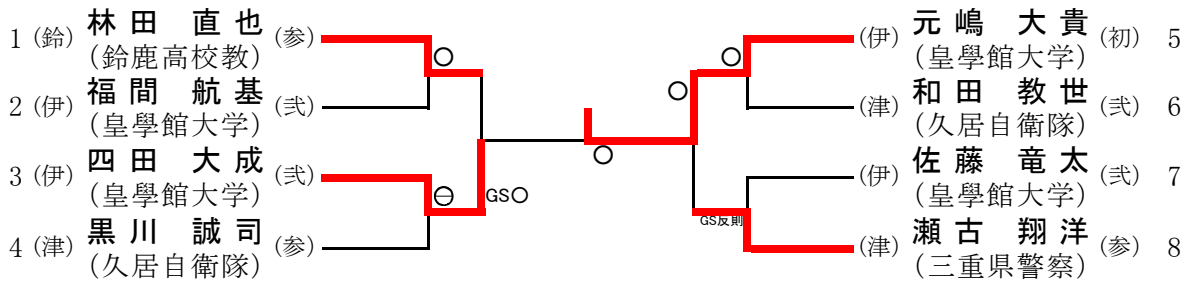 1 (鈴) 林田 直也 (参)
(鈴鹿高校教)
2 (伊) 福間 航基 (弐)
(皇學館大学)
3 (伊) 四田 大成 (弐)
(皇學館大学)
GS○
4 (津) 黒川 誠司 (参)
(久居自衛隊)
(伊) 元嶋 大貴 (初) 5
(皇學館大学)
(津) 和田 教世 (弐) 6
(久居自衛隊)
(伊) 佐藤 竜太 (弐) 7
(皇學館大学)
GS反則
(津) 瀬古 翔洋 (参) 8
(三重県警察)